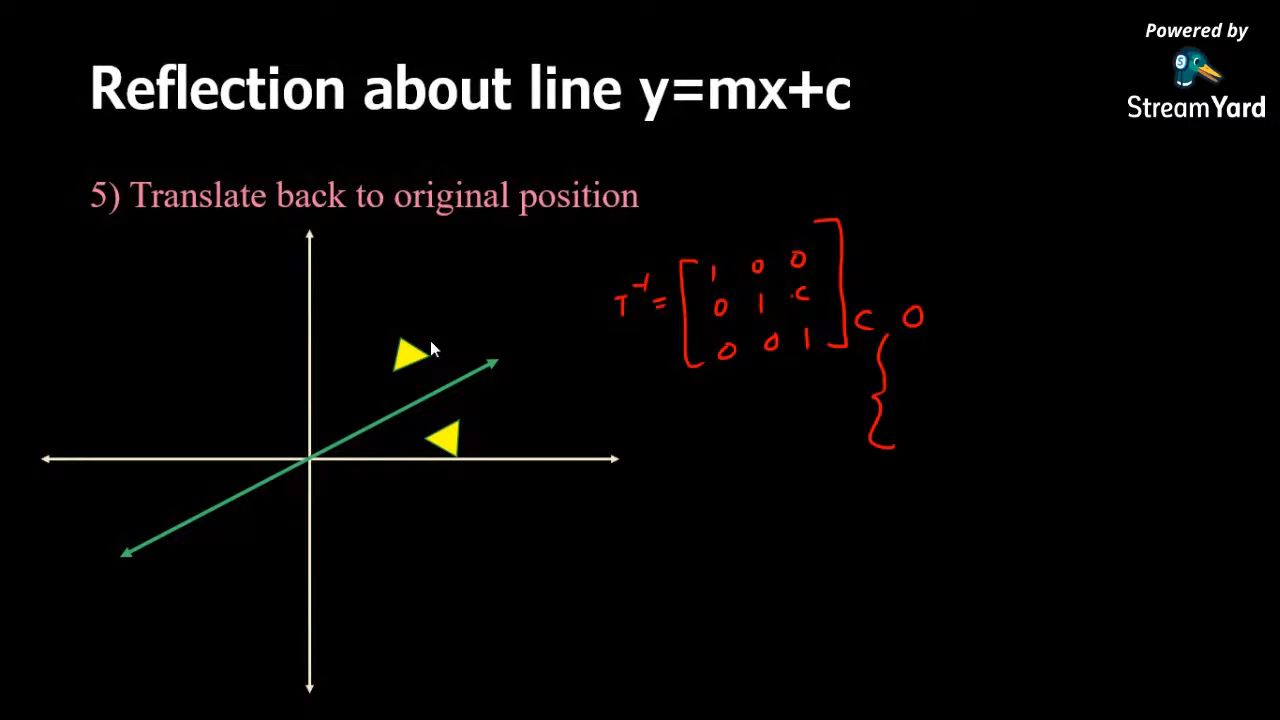 Powered by
StreamYard
Reflection about line y=mx+c
5) Translate back to original position
T⁻¹ = [ 1 0 0
0 1 c
0 0 1 ]
c 0
{